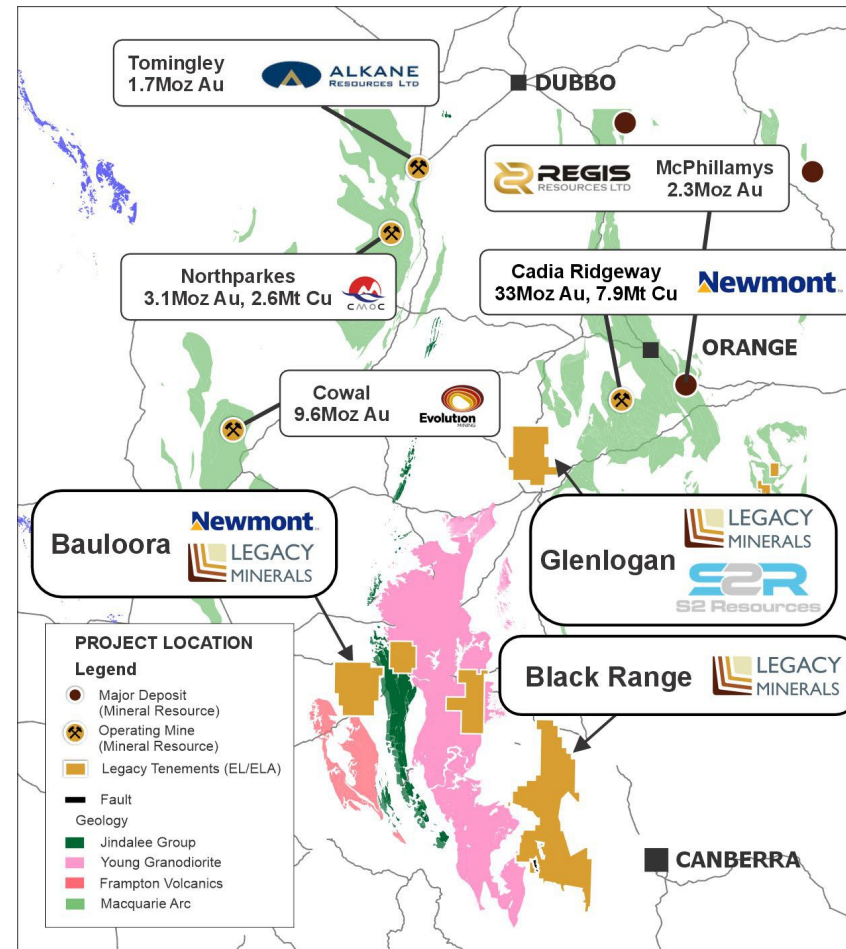 Tomingley
1.7Moz Au
ALKANE
RESOURCES LTD
DUBBO
REGIS
RESOURCES LTD
McPhillamys
2.3Moz Au
Northparkes
3.1Moz Au, 2.6Mt Cu
CMOC
Cadia Ridgeway
33Moz Au, 7.9Mt Cu
Newmont™
ORANGE
Cowal
9.6Moz Au
Evolution
MINING
Bauloora
Newmont™
LEGACY
MINERALS
Glenlogan
LEGACY
MINERALS
S2R
S2 Resources
Black Range
LEGACY
MINERALS
PROJECT LOCATION
Legend
Major Deposit
(Mineral Resource)
Operating Mine
(Mineral Resource)
Legacy Tenements (EL/ELA)
Fault
Geology
Jindalee Group
Young Granodiorite
Frampton Volcanics
Macquarie Arc
CANBERRA